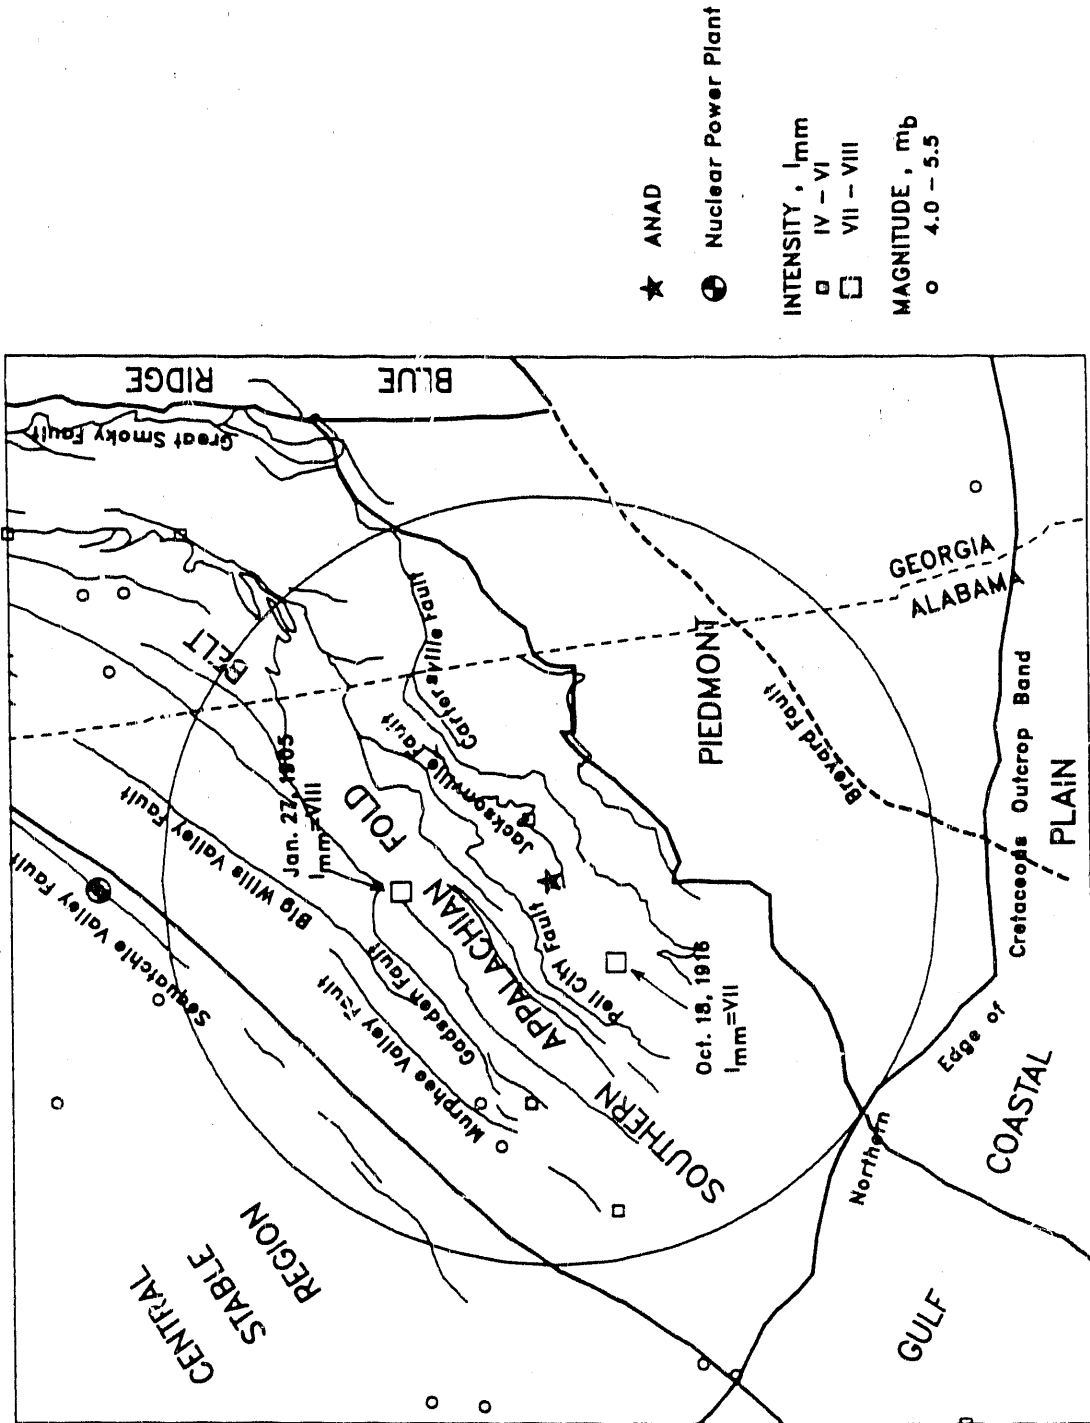 ANAD
Nuclear Power Plant
INTENSITY , Imm
IV – VI
VII – VIII
MAGNITUDE , mb
4.0 – 5.5
BLUE
RIDGE
Great Smoky Fault
BELT
FOLD
APPALACHIAN
SOUTHERN
CENTRAL
STABLE
REGION
Sequatchie Valley Fault
Big Wills Valley Fault
Murphee Valley Fault
Gadsden Fault
Jan. 27, 1905
Imm=VIII
Cartersville Fault
Jacksonville Fault
Pell City Fault
Oct. 18, 1916
Imm=VII
PIEDMONT
Brevard Fault
GEORGIA
ALABAMA
Northern
Edge of
Cretaceous Outcrop Band
GULF
COASTAL
PLAIN